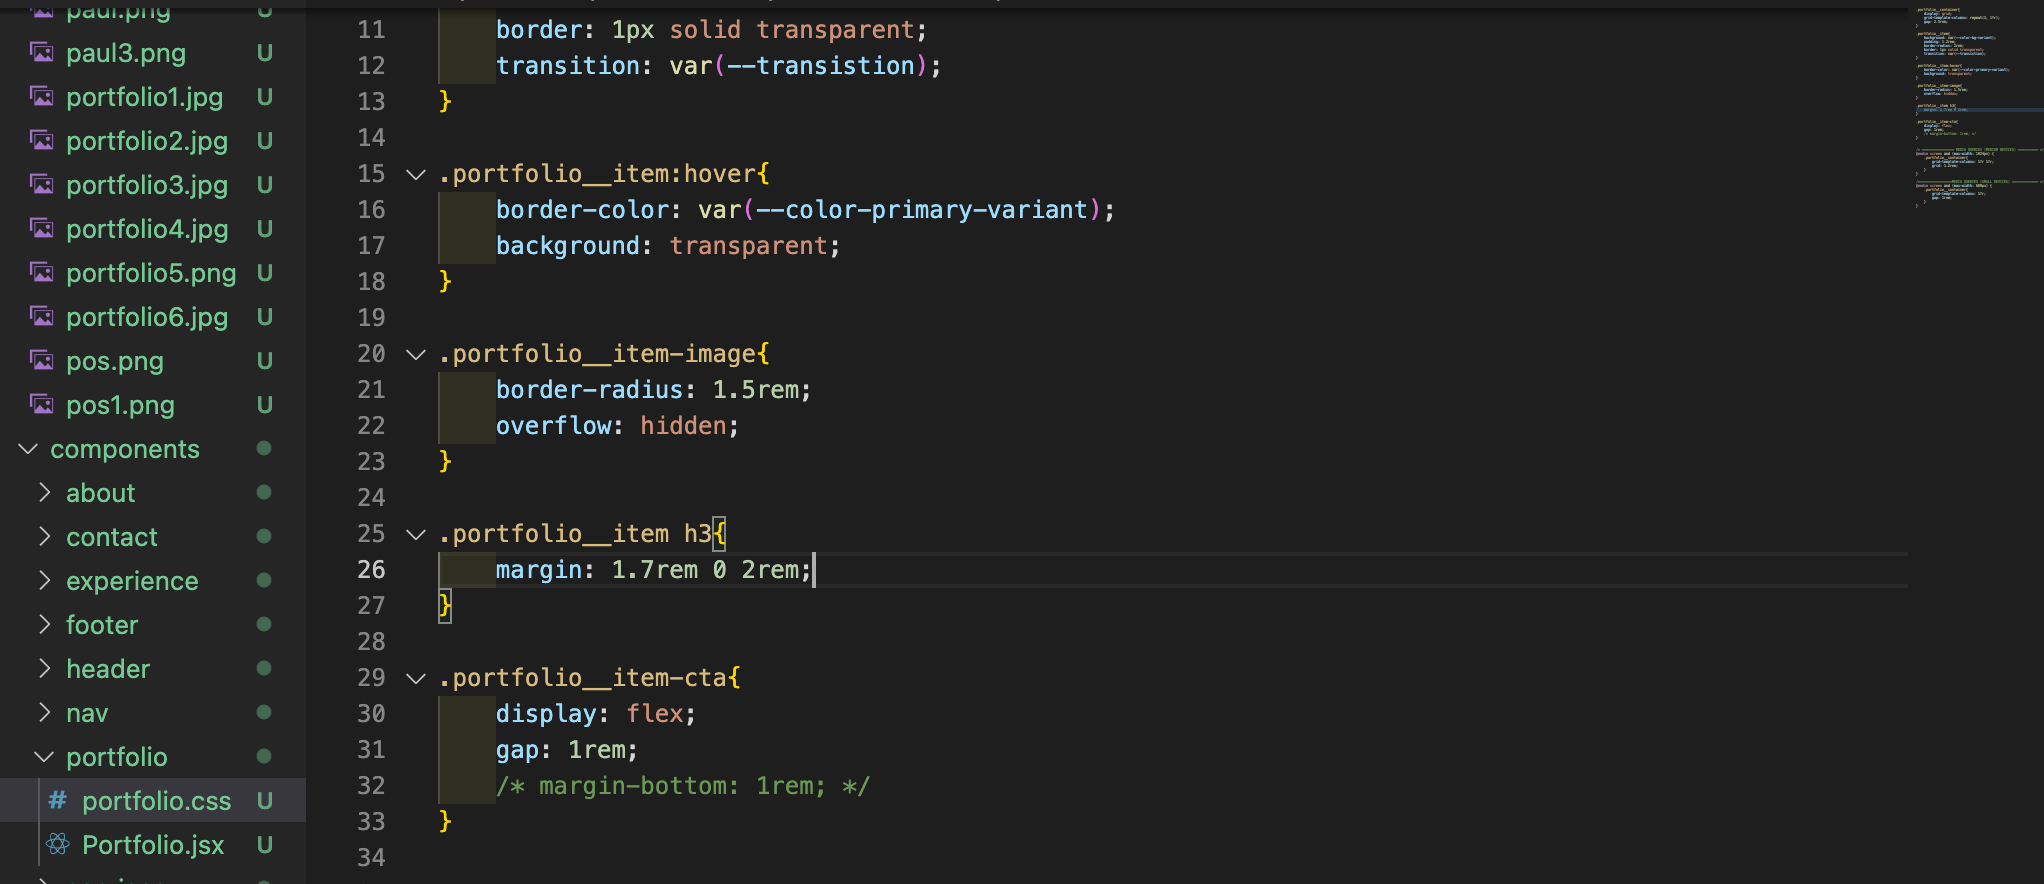 paul.png U
paul3.png U
portfolio1.jpg U
portfolio2.jpg U
portfolio3.jpg U
portfolio4.jpg U
portfolio5.png U
portfolio6.jpg U
pos.png U
pos1.png U
components
about
contact
experience
footer
header
nav
portfolio
# portfolio.css U
Portfolio.jsx U
11 border: 1px solid transparent;
12 transition: var(--transistion);
13 }
14
15 .portfolio__item:hover{
16 border-color: var(--color-primary-variant);
17 background: transparent;
18 }
19
20 .portfolio__item-image{
21 border-radius: 1.5rem;
22 overflow: hidden;
23 }
24
25 .portfolio__item h3{
26 margin: 1.7rem 0 2rem;
27 }
28
29 .portfolio__item-cta{
30 display: flex;
31 gap: 1rem;
32 /* margin-bottom: 1rem; */
33 }
34